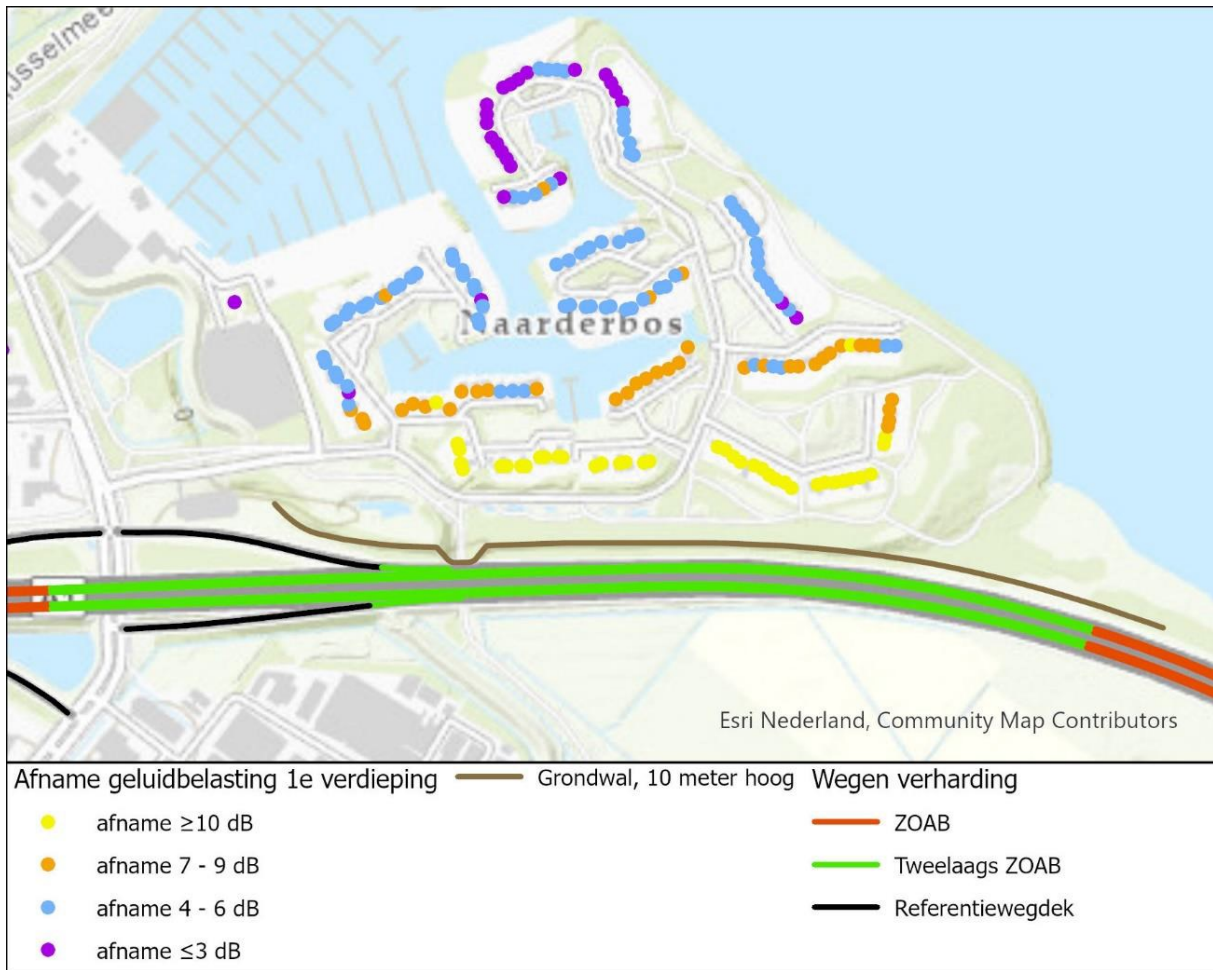 IJsselmee
Naarderbos
Esri Nederland, Community Map Contributors
Afname geluidbelasting 1e verdieping
afname ≥10 dB
afname 7 - 9 dB
afname 4 - 6 dB
afname ≤3 dB
Grondwal, 10 meter hoog
Wegen verharding
ZOAB
Tweelaags ZOAB
Referentiewegdek